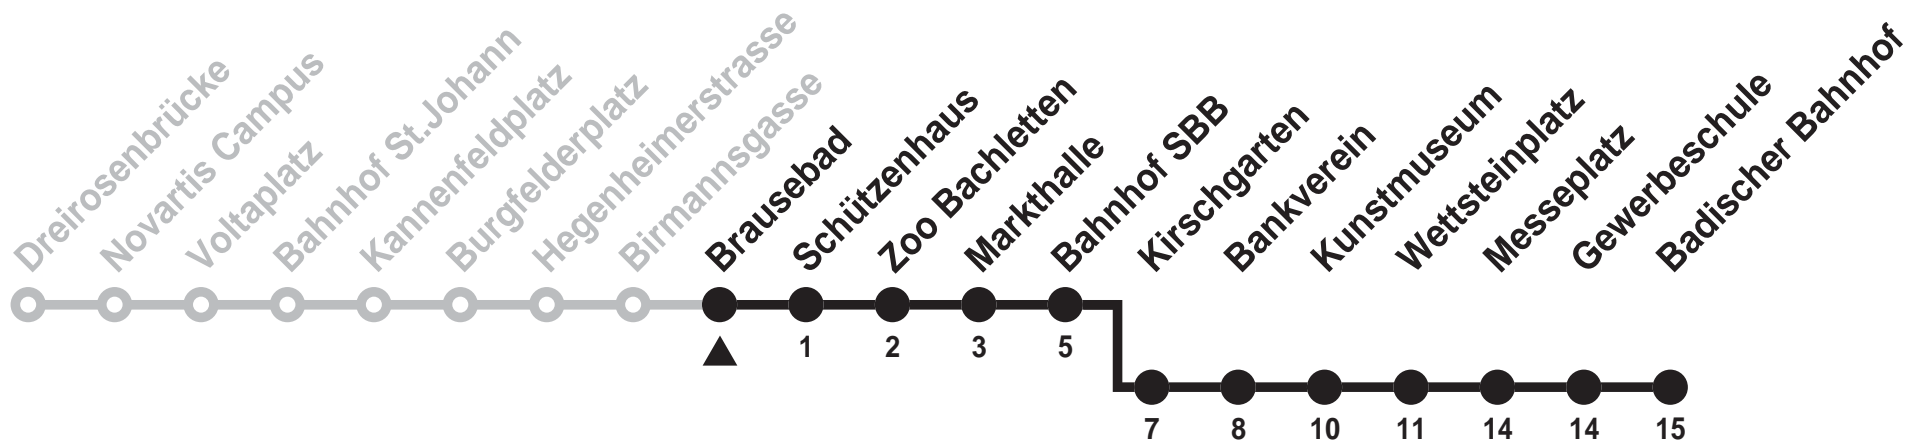 Dreirosenbrücke
Novartis Campus
Voltaplatz
Bahnhof St.Johann
Kannenfeldplatz
Burgfelderplatz
Hegenheimerstrasse
Birmannsgasse
Brausebad
Schützenhaus
Zoo Bachletten
Markthalle
Bahnhof SBB
Kirschgarten
Bankverein
Kunstmuseum
Wettsteinplatz
Messeplatz
Gewerbeschule
Badischer Bahnhof
1 2 3 5
7 8 10 11 14 14 15